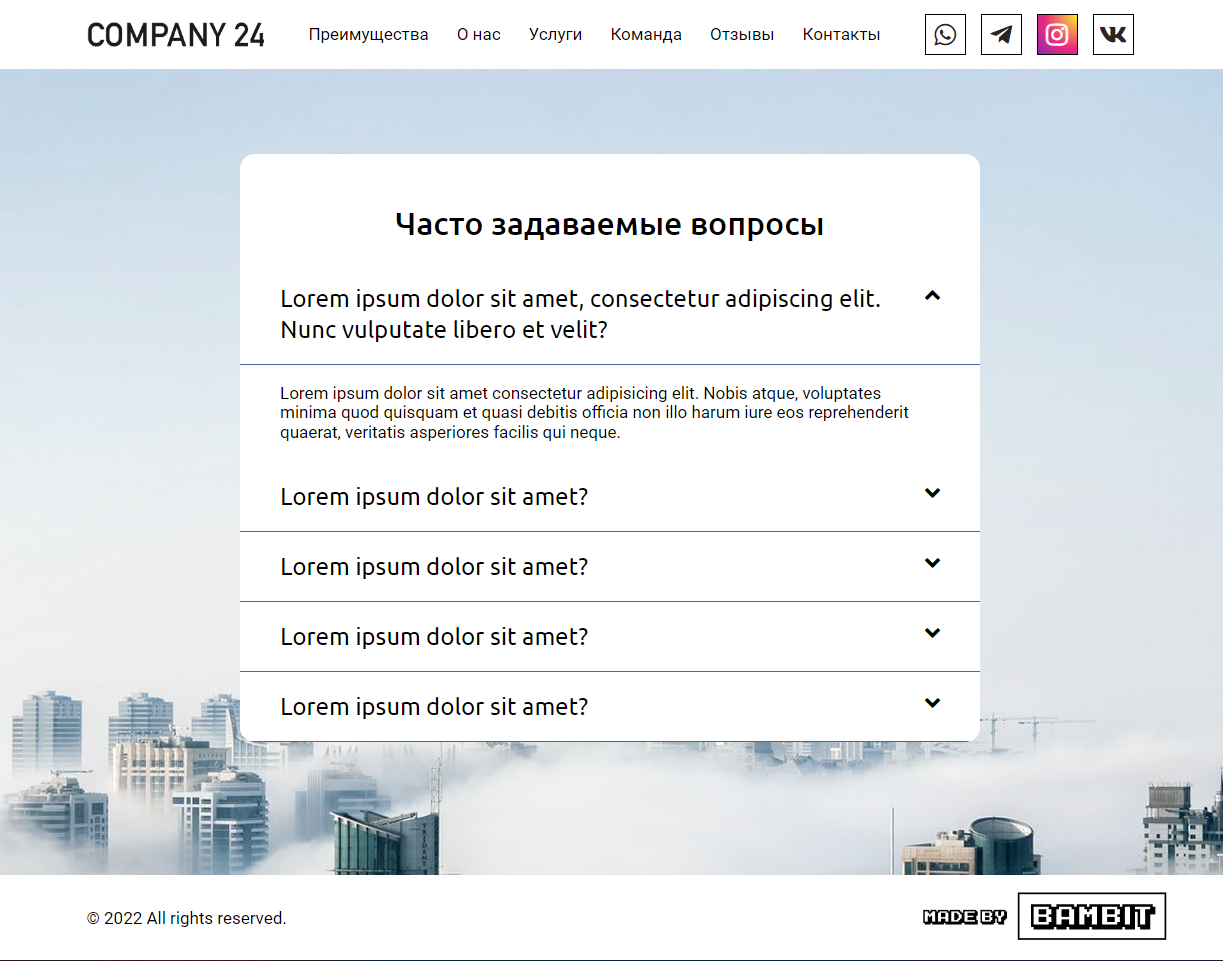 COMPANY 24
Преимущества
О нас
Услуги
Команда
Отзывы
Контакты
Часто задаваемые вопросы
Lorem ipsum dolor sit amet, consectetur adipiscing elit.
Nunc vulputate libero et velit?
Lorem ipsum dolor sit amet consectetur adipisicing elit. Nobis atque, voluptates
minima quod quisquam et quasi debitis officia non illo harum iure eos reprehenderit
quaerat, veritatis asperiores facilis qui neque.
Lorem ipsum dolor sit amet?
Lorem ipsum dolor sit amet?
Lorem ipsum dolor sit amet?
Lorem ipsum dolor sit amet?
TRIDENT
© 2022 All rights reserved.
MADE BY
BAMBIT